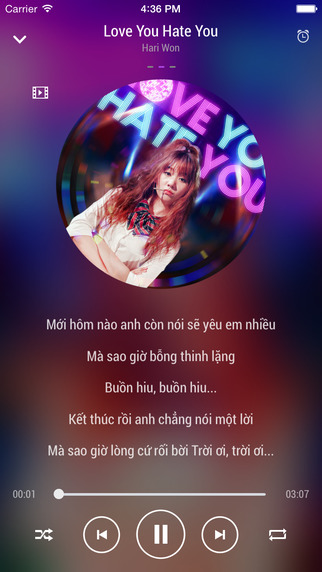 Carrier 4:36 PM
Love You Hate You
Hari Won
LOVE YOU
HATE YOU
Mới hôm nào anh còn nói sẽ yêu em nhiều
Mà sao giờ bỗng thinh lặng
Buồn hiu, buồn hiu...
Kết thúc rồi anh chẳng nói một lời
Mà sao giờ lòng cứ rối bời Trời ơi, trời ơi...
00:01 03:07